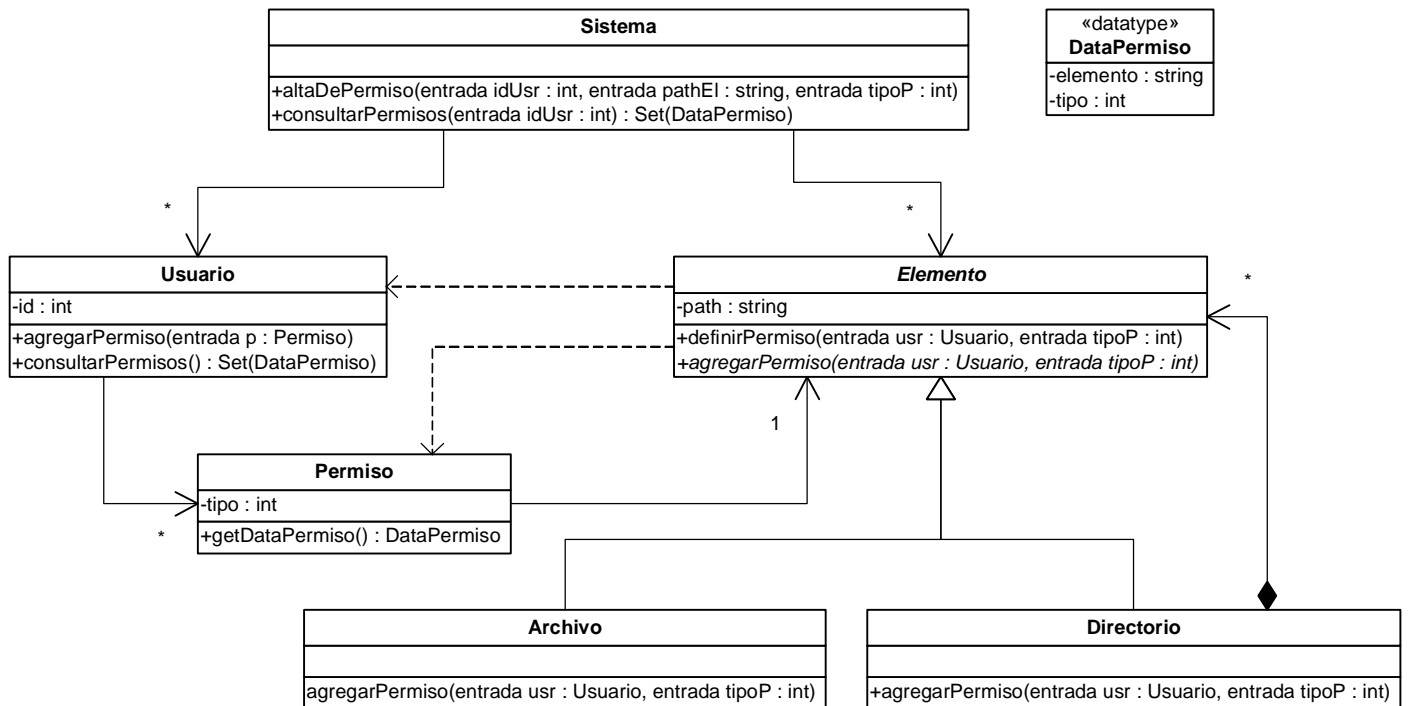 Sistema
+altaDePermiso(entrada idUsr : int, entrada pathEl : string, entrada tipoP : int)
+consultarPermisos(entrada idUsr : int) : Set(DataPermiso)
«datatype»
DataPermiso
-elemento : string
-tipo : int
*
*
Usuario
-id : int
+agregarPermiso(entrada p : Permiso)
+consultarPermisos() : Set(DataPermiso)
Elemento
-path : string
+definirPermiso(entrada usr : Usuario, entrada tipoP : int)
+agregarPermiso(entrada usr : Usuario, entrada tipoP : int)
*
1
Permiso
-tipo : int
+getDataPermiso() : DataPermiso
*
Archivo
agregarPermiso(entrada usr : Usuario, entrada tipoP : int)
Directorio
+agregarPermiso(entrada usr : Usuario, entrada tipoP : int)